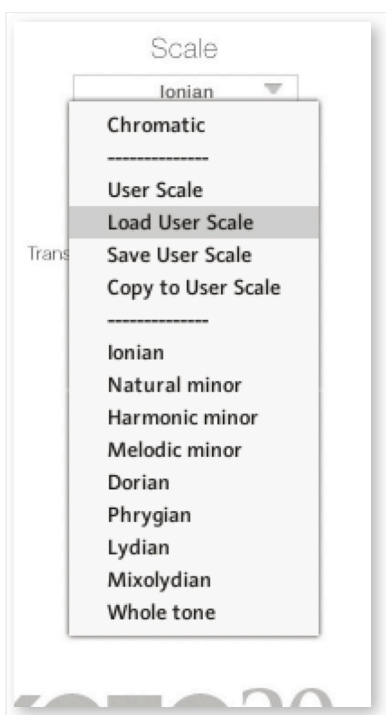 Scale
Ionian
Chromatic
--------------
User Scale
Load User Scale
Trans
Save User Scale
Copy to User Scale
--------------
Ionian
Natural minor
Harmonic minor
Melodic minor
Dorian
Phrygian
Lydian
Mixolydian
Whole tone